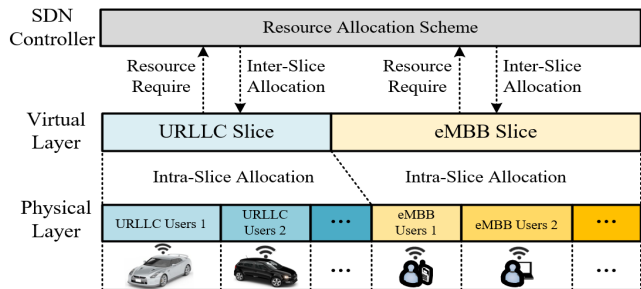 SDN
Controller
Resource Allocation Scheme
Resource
Require
Inter-Slice
Allocation
Resource
Require
Inter-Slice
Allocation
Virtual
Layer
URLLC Slice
eMBB Slice
Intra-Slice Allocation
Intra-Slice Allocation
Physical
Layer
URLLC Users 1
URLLC
Users 2
...
eMBB
Users 1
eMBB Users 2
...
...
...